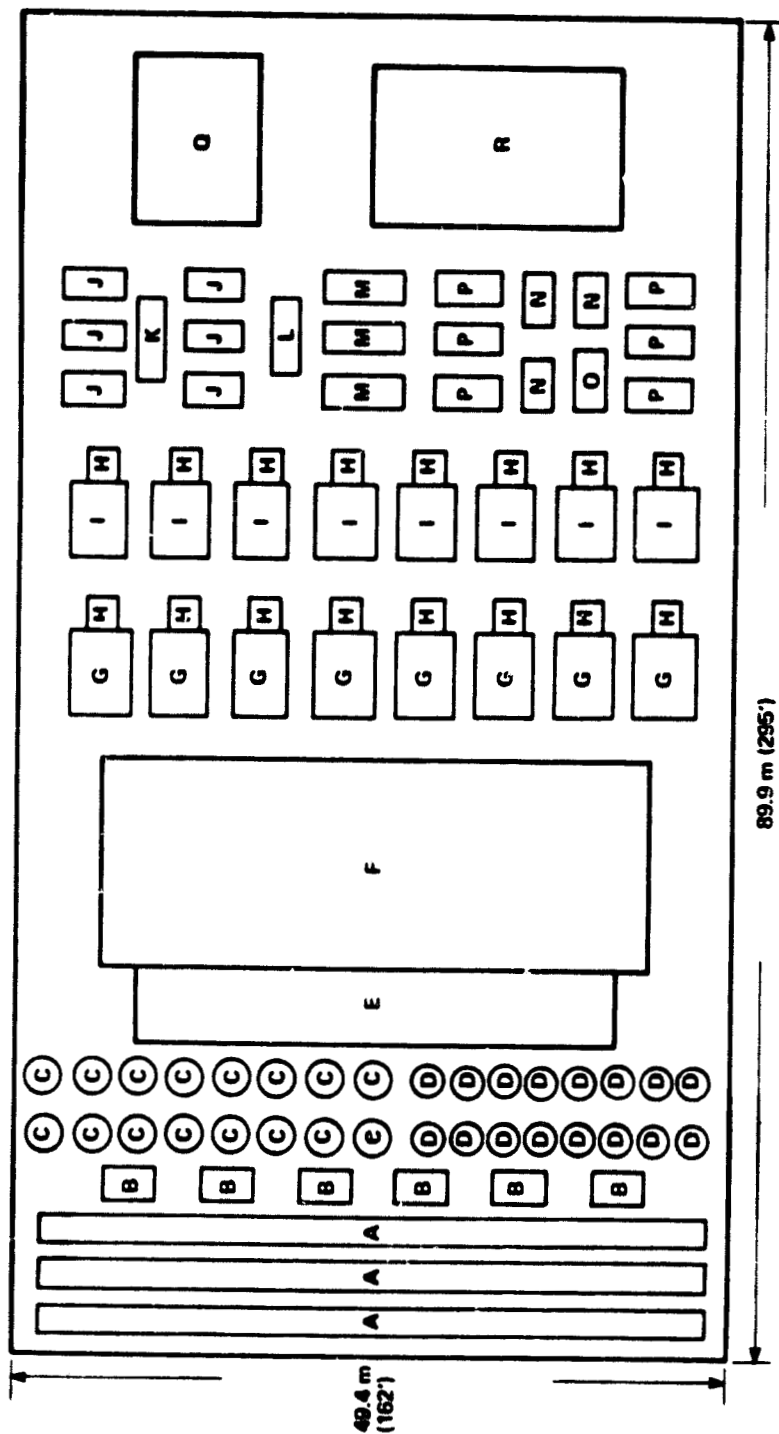 C C
C C G H I H J J J
B C C K
C C G H I H Q
B C C J J J
C C G H I H L
B C C G H I H
49.4 m
(162')
A A A C C E F M M M
B D D G H I H
D D P P P
B D D G H I H R
D D N N
D D G H I H O N
B D D
D D G H I H P P P
D D
89.9 m (295')